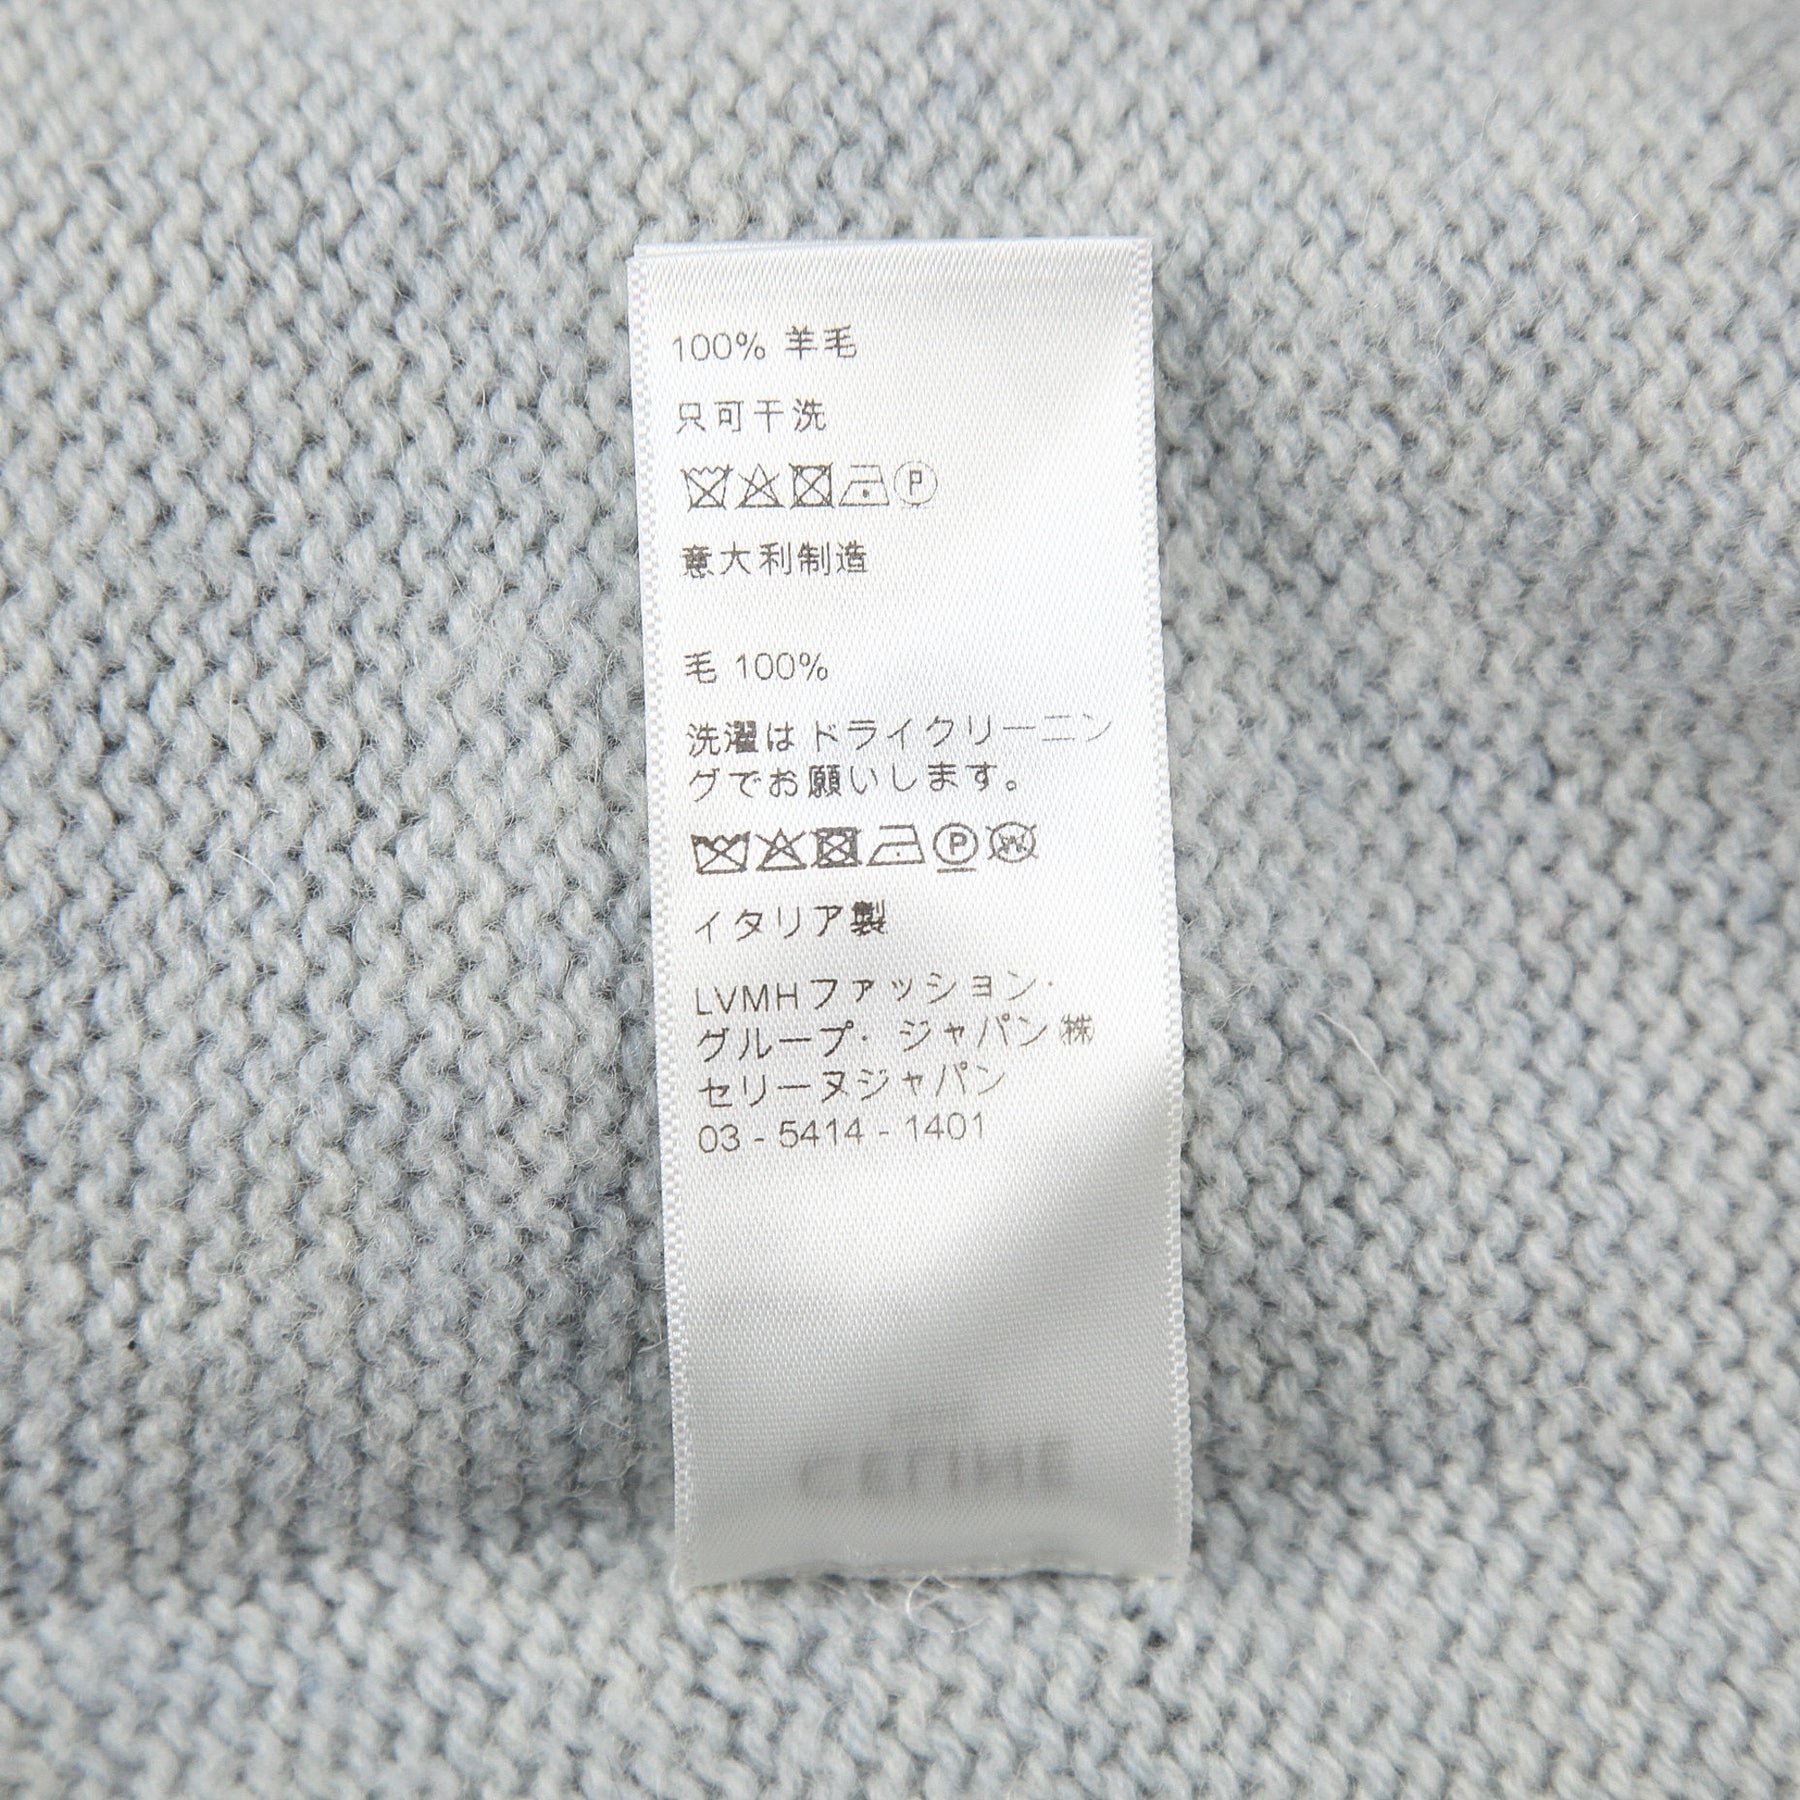 100% 羊毛
只可干洗
P
意大利制造
毛 100%
洗濯は ドライクリーニン
グでお願いします。
P W
イタリア製
LVMHファッション・
グループ・ジャパン㈱
セリーヌジャパン
03 - 5414 - 1401